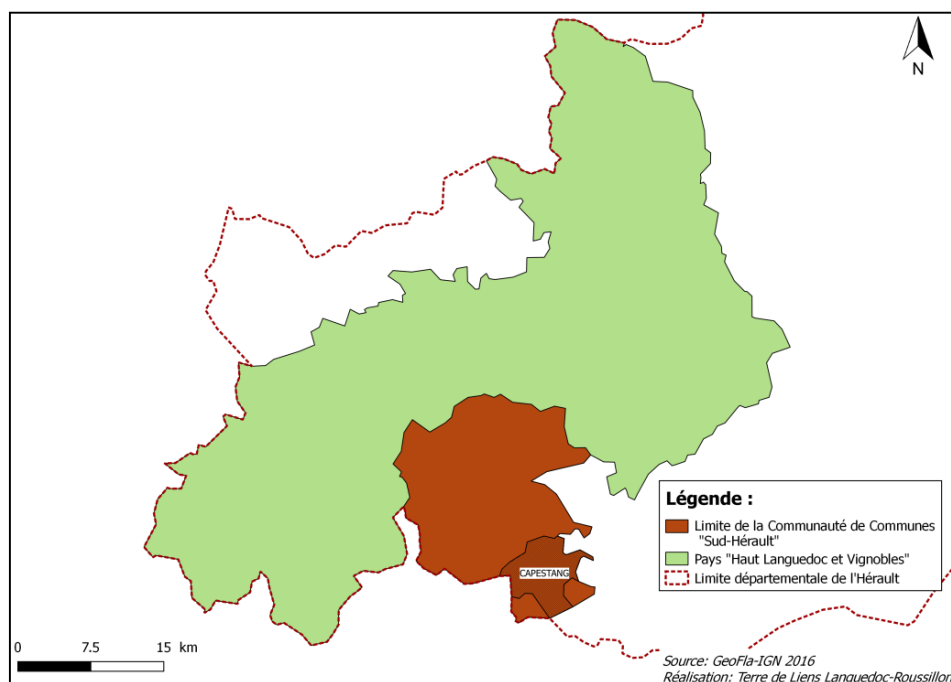 N
CAPESTANG
Légende :
Limite de la Communauté de Communes
"Sud-Hérault"
Pays "Haut Languedoc et Vignobles"
Limite départementale de l'Hérault
0 7.5 15 km
Source: GeoFla-IGN 2016
Réalisation: Terre de Liens Languedoc-Roussillon